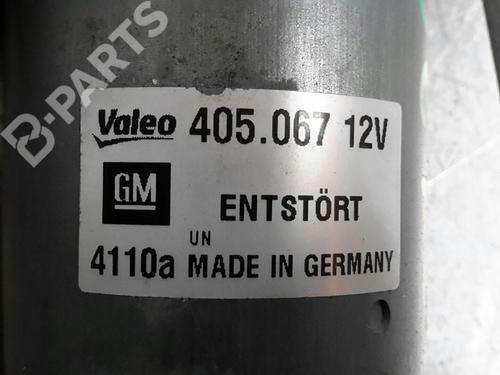 B-PARTS
Valeo 405.067 12V
GM ENTSTÖRT
UN
4110a MADE IN GERMANY